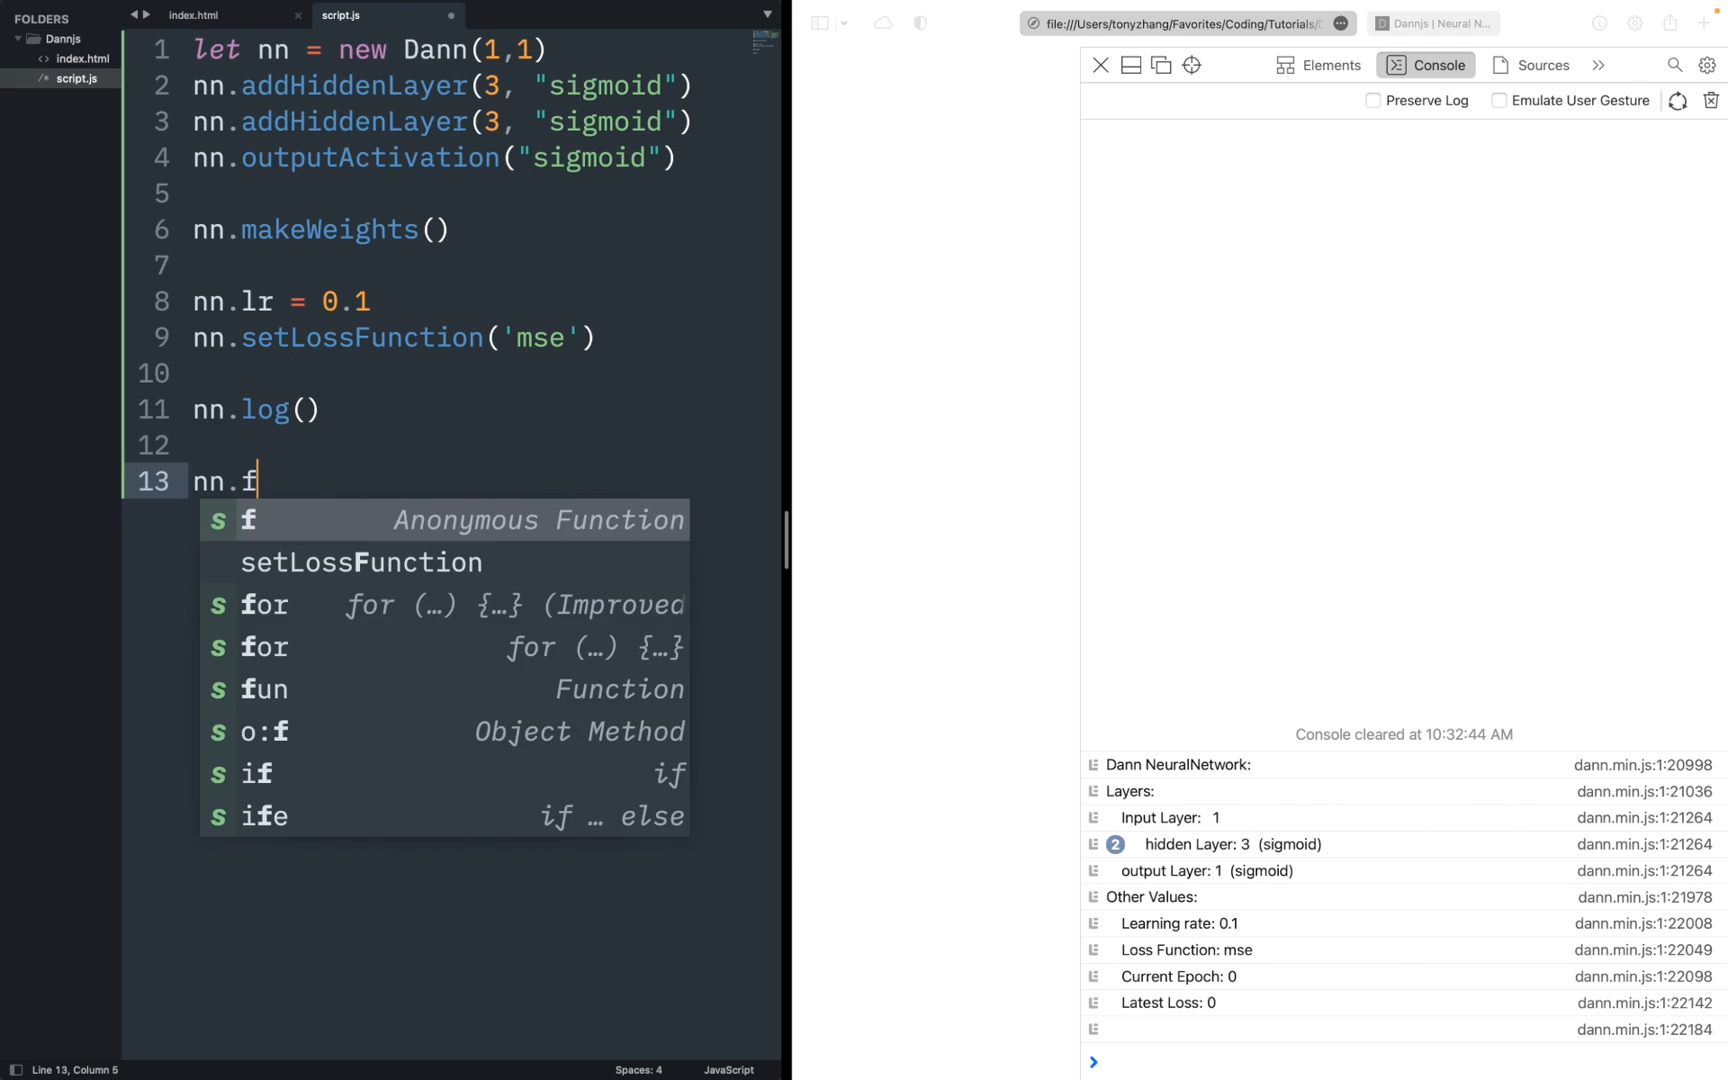 FOLDERS
Dannjs
index.html
script.js
index.html
script.js
1 let nn = new Dann(1,1)
2 nn.addHiddenLayer(3, "sigmoid")
3 nn.addHiddenLayer(3, "sigmoid")
4 nn.outputActivation("sigmoid")
5
6 nn.makeWeights()
7
8 nn.lr = 0.1
9 nn.setLossFunction('mse')
10
11 nn.log()
12
13 nn.f
s f Anonymous Function
setLossFunction
s for for (…) {…} (Improved
s for for (…) {…}
s fun Function
s o:f Object Method
s if if
s ife if … else
Line 13, Column 5
Spaces: 4
JavaScript
file:///Users/tonyzhang/Favorites/Coding/Tutorials/
Dannjs | Neural N...
Elements
Console
Sources
Preserve Log
Emulate User Gesture
Console cleared at 10:32:44 AM
Dann NeuralNetwork: dann.min.js:1:20998
Layers: dann.min.js:1:21036
Input Layer: 1 dann.min.js:1:21264
2 hidden Layer: 3 (sigmoid) dann.min.js:1:21264
output Layer: 1 (sigmoid) dann.min.js:1:21264
Other Values: dann.min.js:1:21978
Learning rate: 0.1 dann.min.js:1:22008
Loss Function: mse dann.min.js:1:22049
Current Epoch: 0 dann.min.js:1:22098
Latest Loss: 0 dann.min.js:1:22142
dann.min.js:1:22184